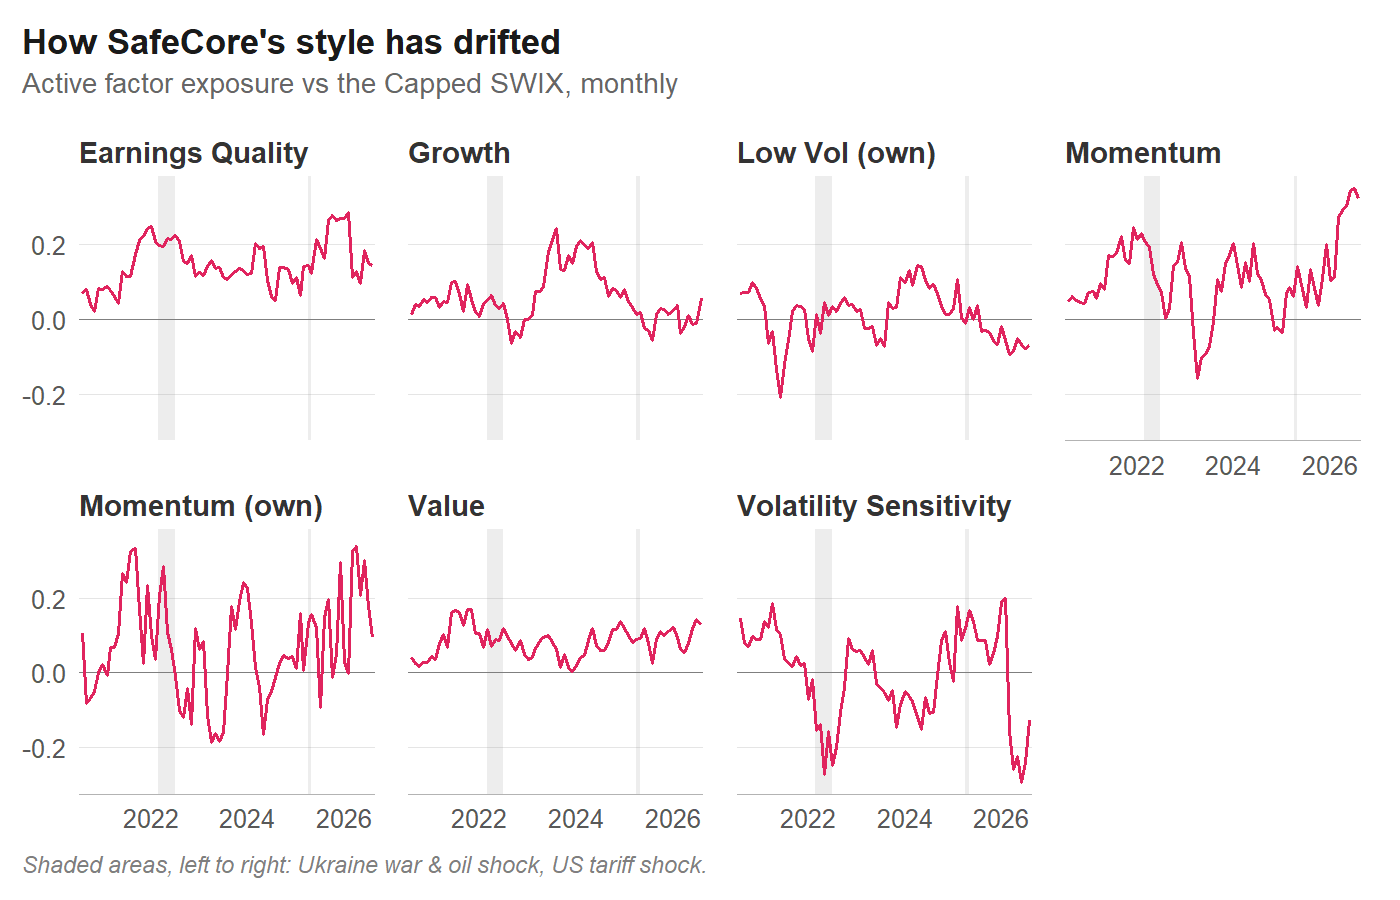 How SafeCore's style has drifted
Active factor exposure vs the Capped SWIX, monthly
Earnings Quality
Growth
Low Vol (own)
Momentum
0.2
0.0
-0.2
2022
2024
2026
Momentum (own)
Value
Volatility Sensitivity
0.2
0.0
-0.2
2022
2024
2026
2022
2024
2026
2022
2024
2026
Shaded areas, left to right: Ukraine war & oil shock, US tariff shock.